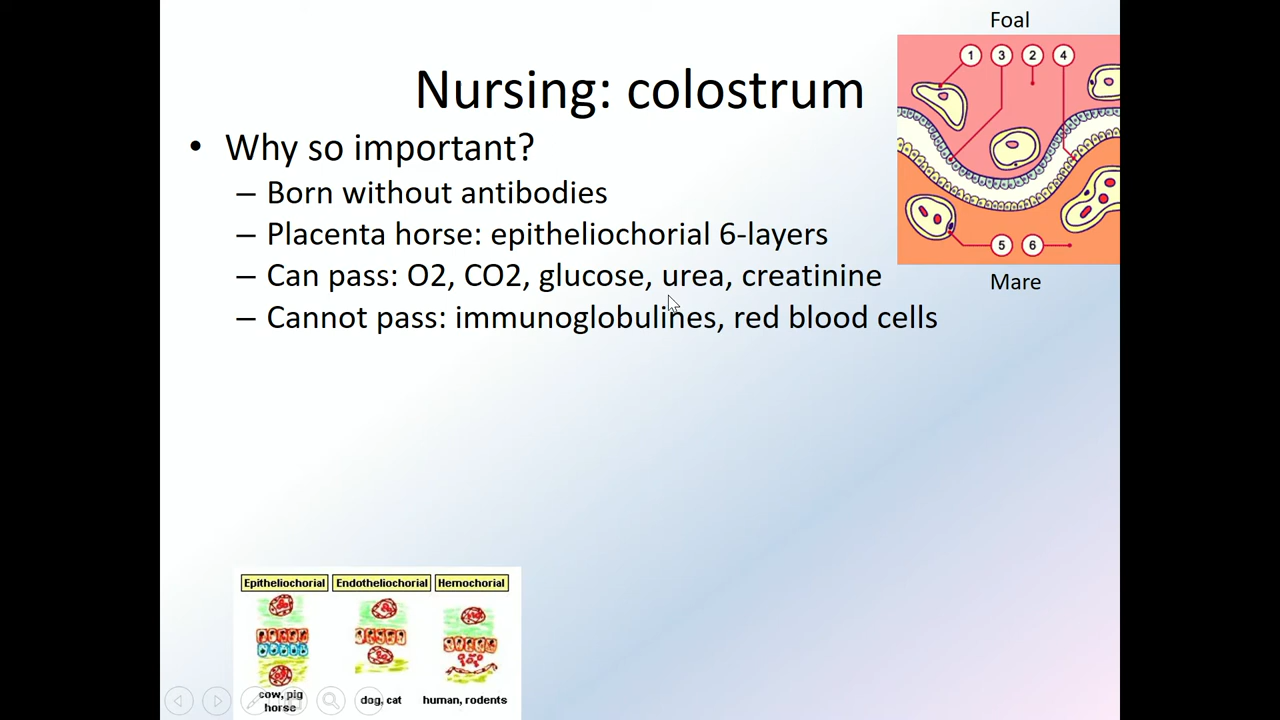 Foal
1 3 2 4
Nursing: colostrum
• Why so important?
– Born without antibodies
– Placenta horse: epitheliochorial 6-layers
– Can pass: O2, CO2, glucose, urea, creatinine
– Cannot pass: immunoglobulines, red blood cells
5 6
Mare
Epitheliochorial Endotheliochorial Hemochorial
cow, pig dog, cat human, rodents
horse